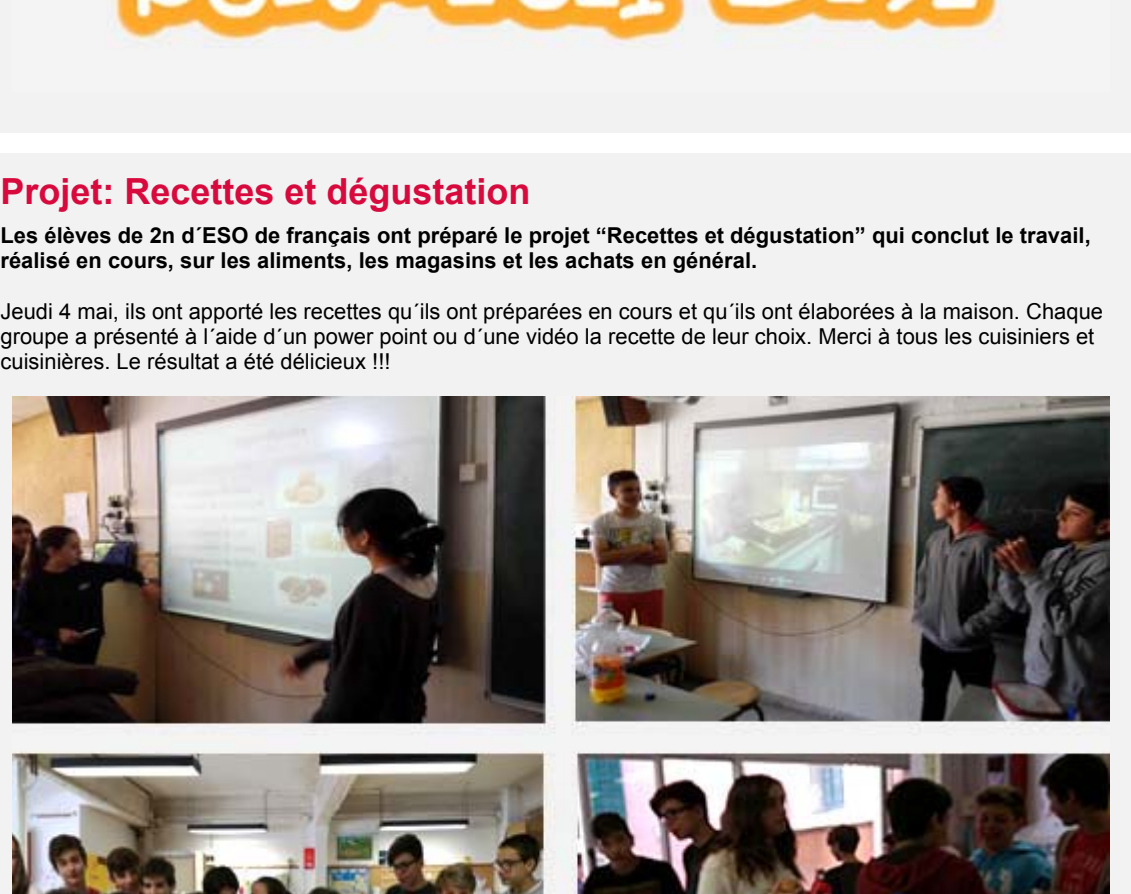 Projet: Recettes et dégustation
Les élèves de 2n d´ESO de français ont préparé le projet “Recettes et dégustation” qui conclut le travail,
réalisé en cours, sur les aliments, les magasins et les achats en général.
Jeudi 4 mai, ils ont apporté les recettes qu´ils ont préparées en cours et qu´ils ont élaborées à la maison. Chaque
groupe a présenté à l´aide d´un power point ou d´une vidéo la recette de leur choix. Merci à tous les cuisiniers et
cuisinières. Le résultat a été délicieux !!!